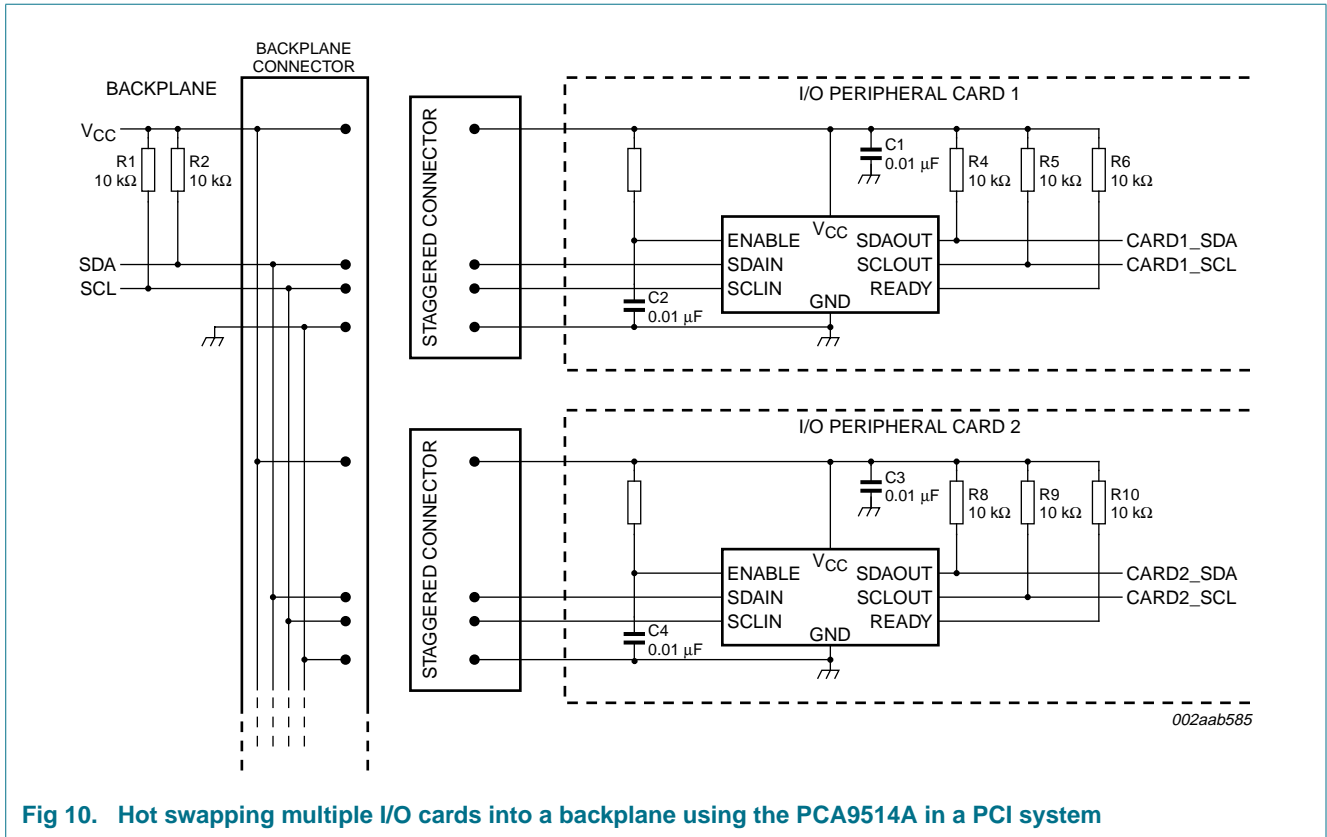 BACKPLANE
CONNECTOR
BACKPLANE
VCC
R1
10 kΩ
R2
10 kΩ
SDA
SCL
STAGGERED CONNECTOR
I/O PERIPHERAL CARD 1
C1
0.01 μF
R4
10 kΩ
R5
10 kΩ
R6
10 kΩ
VCC
ENABLE
SDAIN
SCLIN
SDAOUT
SCLOUT
READY
GND
CARD1_SDA
CARD1_SCL
C2
0.01 μF
STAGGERED CONNECTOR
I/O PERIPHERAL CARD 2
C3
0.01 μF
R8
10 kΩ
R9
10 kΩ
R10
10 kΩ
VCC
ENABLE
SDAIN
SCLIN
SDAOUT
SCLOUT
READY
GND
CARD2_SDA
CARD2_SCL
C4
0.01 μF
002aab585
Fig 10. Hot swapping multiple I/O cards into a backplane using the PCA9514A in a PCI system